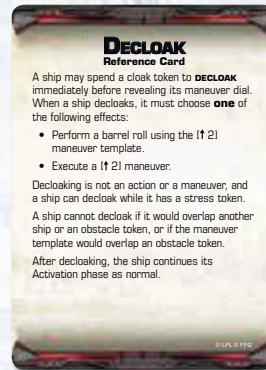 DECLOAK
Reference Card
A ship may spend a cloak token to DECLOAK
immediately before revealing its maneuver dial.
When a ship decloaks, it must choose one of
the following effects:
• Perform a barrel roll using the (↑ 2)
maneuver template.
• Execute a (↑ 2) maneuver.
Decloaking is not an action or a maneuver, and
a ship can decloak while it has a stress token.
A ship cannot decloak if it would overlap another
ship or an obstacle token, or if the maneuver
template would overlap an obstacle token.
After decloaking, the ship continues its
Activation phase as normal.
© LFL © FFG